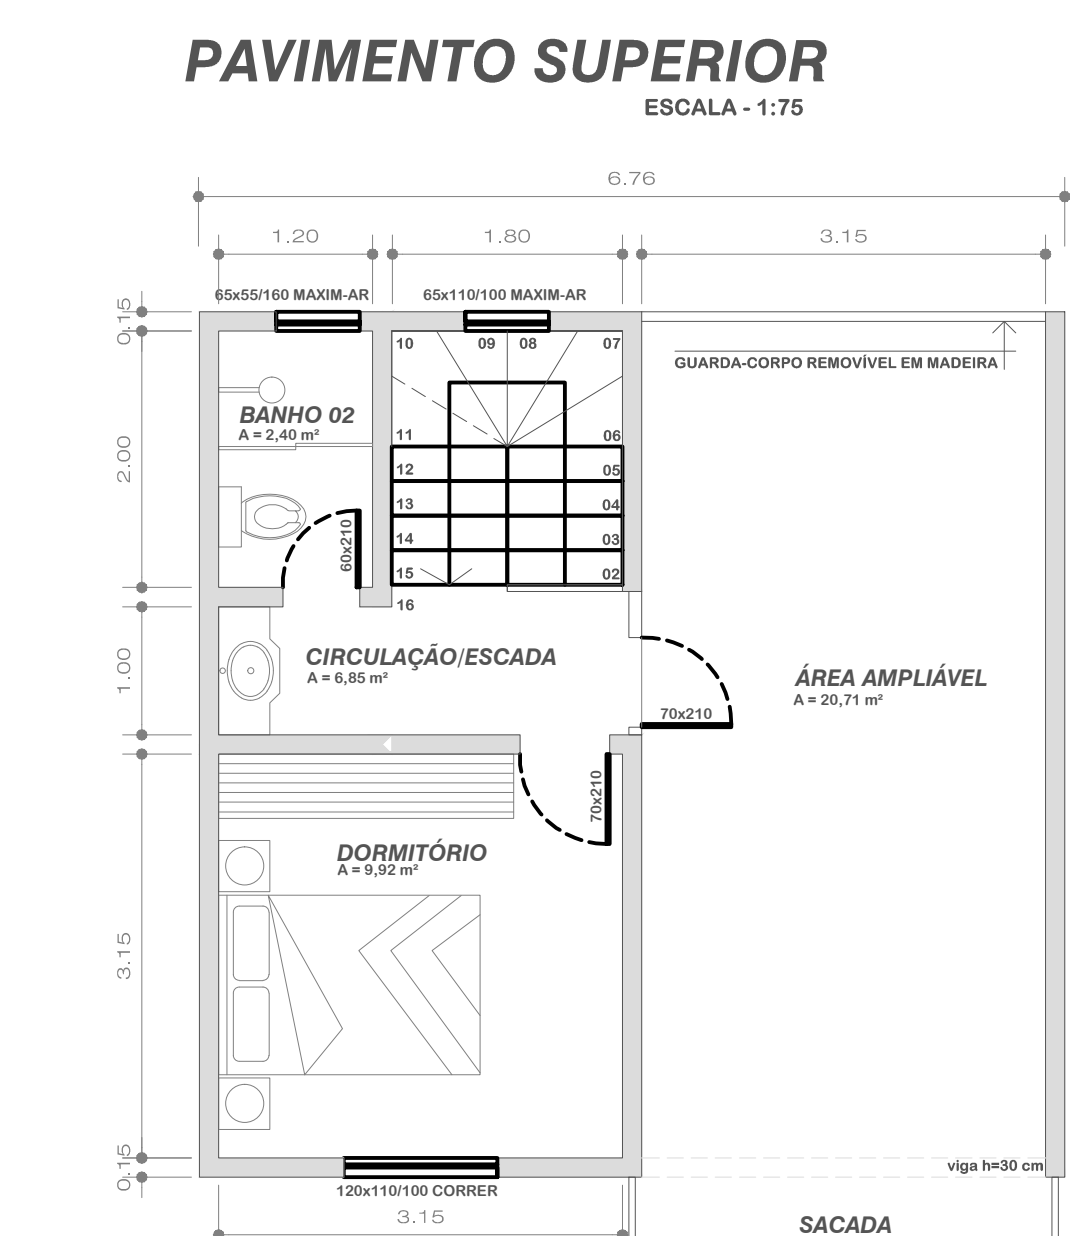 PAVIMENTO SUPERIOR
ESCALA - 1:75
6.76
1.20
1.80
3.15
65x55/160 MAXIM-AR
65x110/100 MAXIM-AR
0.15
10
09
08
07
GUARDA-CORPO REMOVÍVEL EM MADEIRA
BANHO 02
A = 2,40 m²
11
06
2.00
12
05
13
04
60x210
14
03
15
02
16
CIRCULAÇÃO/ESCADA
A = 6,85 m²
1.00
ÁREA AMPLIÁVEL
A = 20,71 m²
70x210
70x210
DORMITÓRIO
A = 9,92 m²
3.15
0.15
viga h=30 cm
120x110/100 CORRER
3.15
SACADA